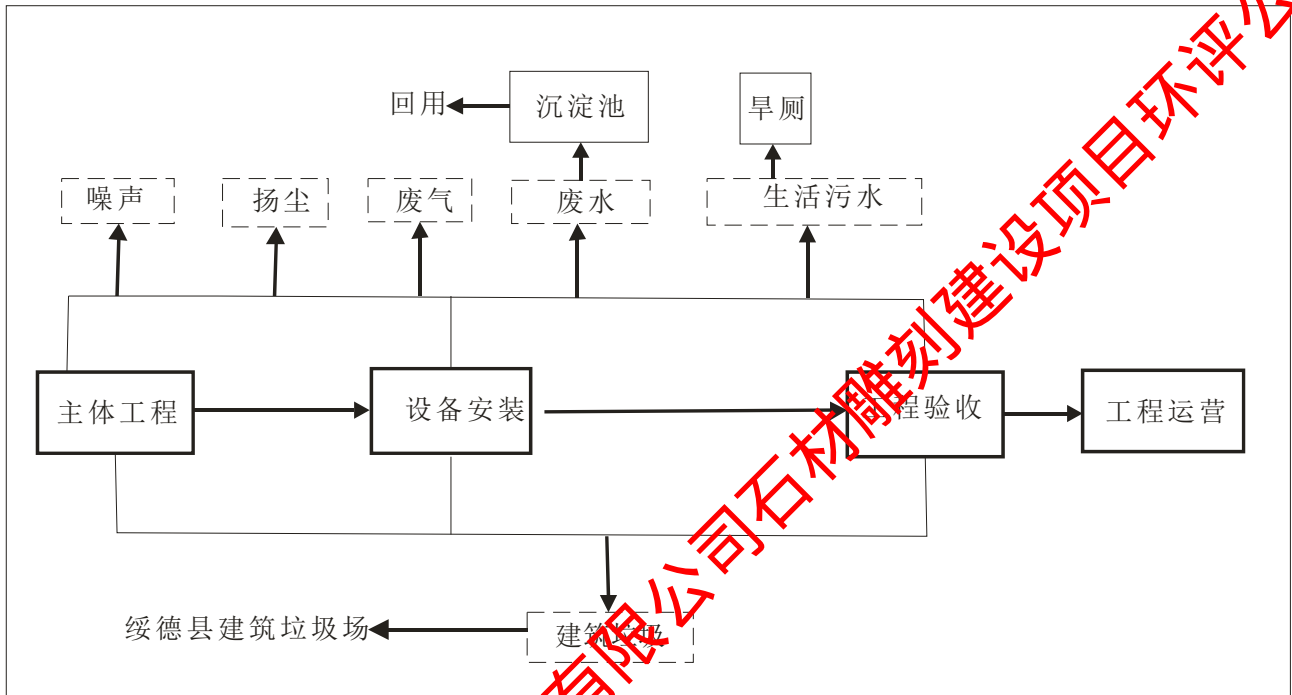 回用
沉淀池
旱厕
噪声
扬尘
废气
废水
生活污水
主体工程
设备安装
工程验收
工程运营
绥德县建筑垃圾场
建筑垃圾
有限公司石材雕刻建设项目环评公